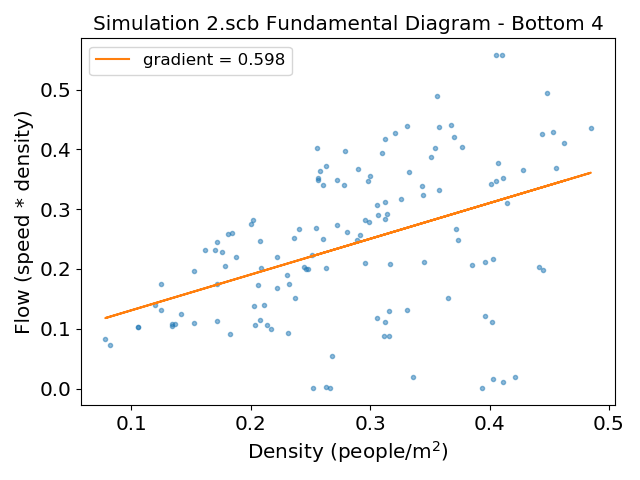 Simulation 2.scb Fundamental Diagram - Bottom 4
gradient = 0.598
Flow (speed * density)
0.5
0.4
0.3
0.2
0.1
0.0
0.1 0.2 0.3 0.4 0.5
Density (people/m²)